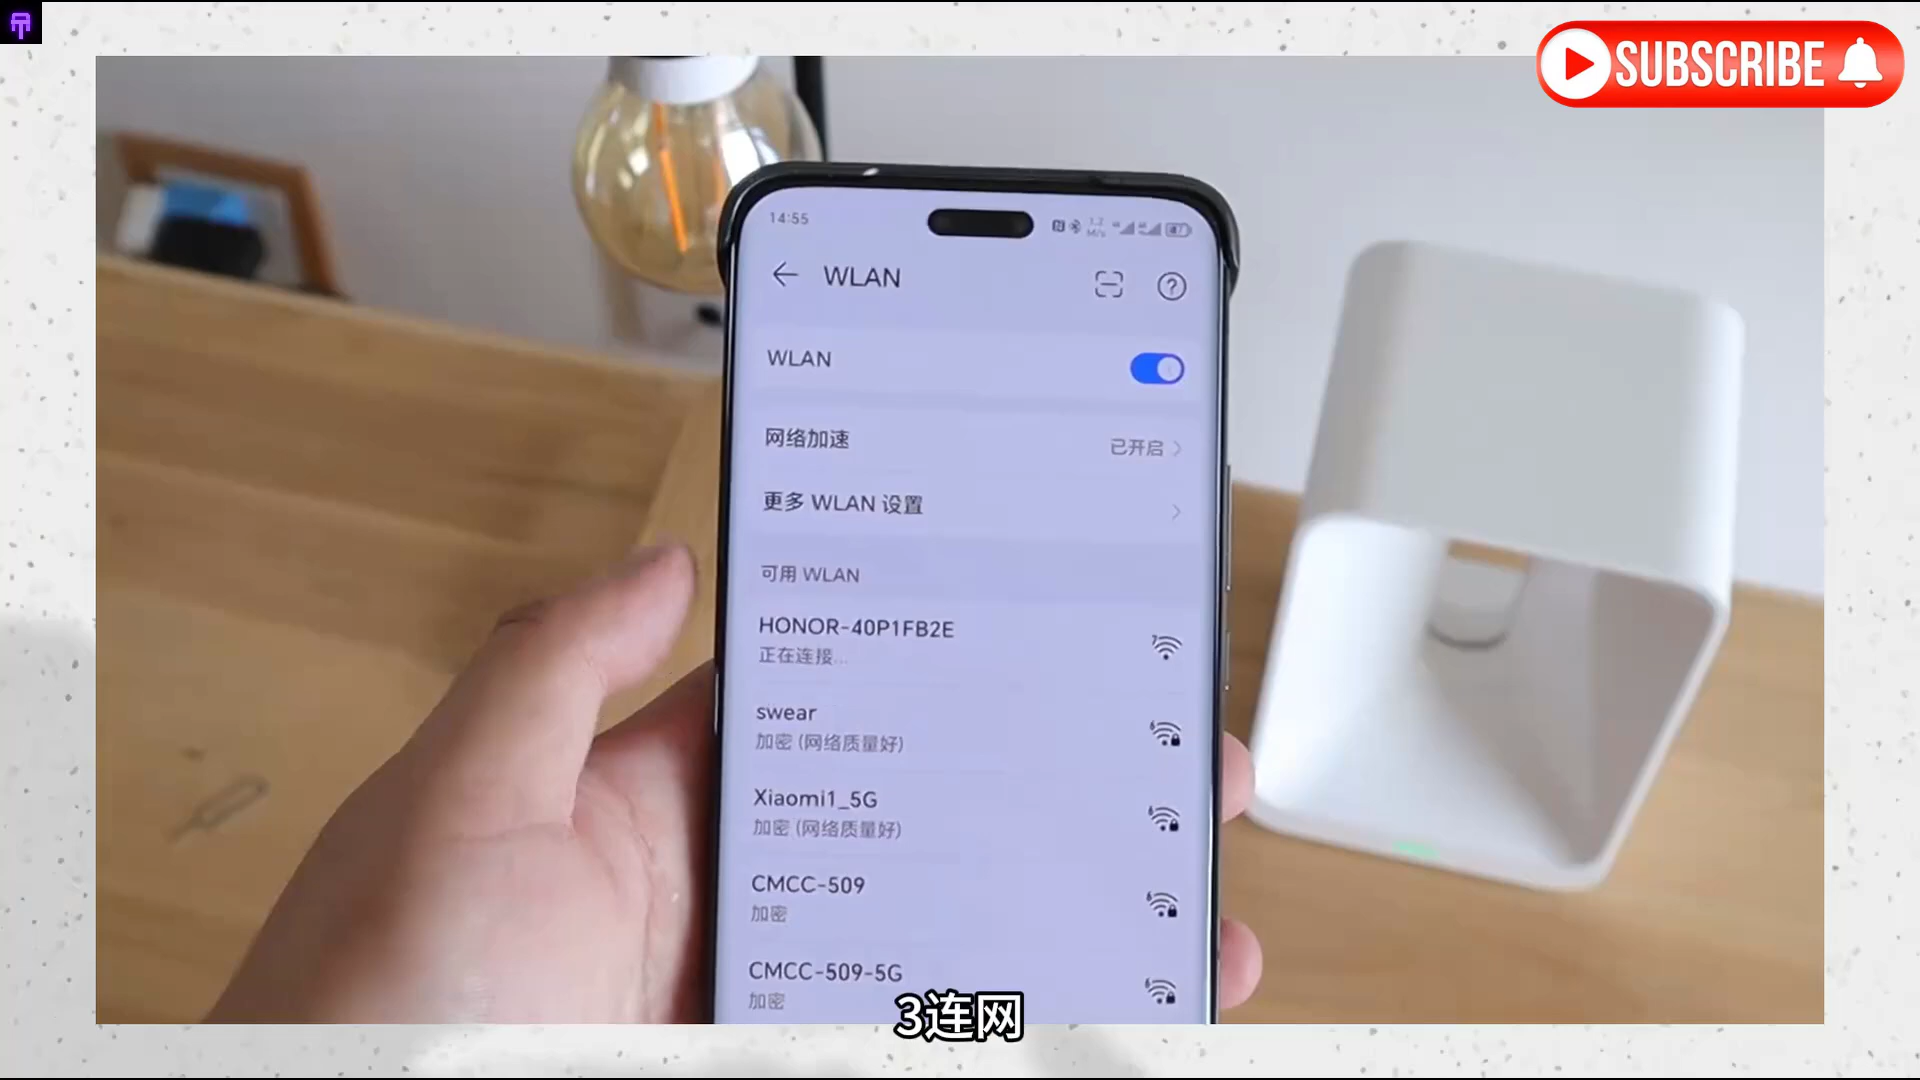 SUBSCRIBE
14:55
WLAN
WLAN
网络加速
已开启
更多 WLAN 设置
可用 WLAN
HONOR-40P1FB2E
正在连接...
swear
加密 (网络质量好)
Xiaomi1_5G
加密 (网络质量好)
CMCC-509
加密
CMCC-509-5G
加密
3连网